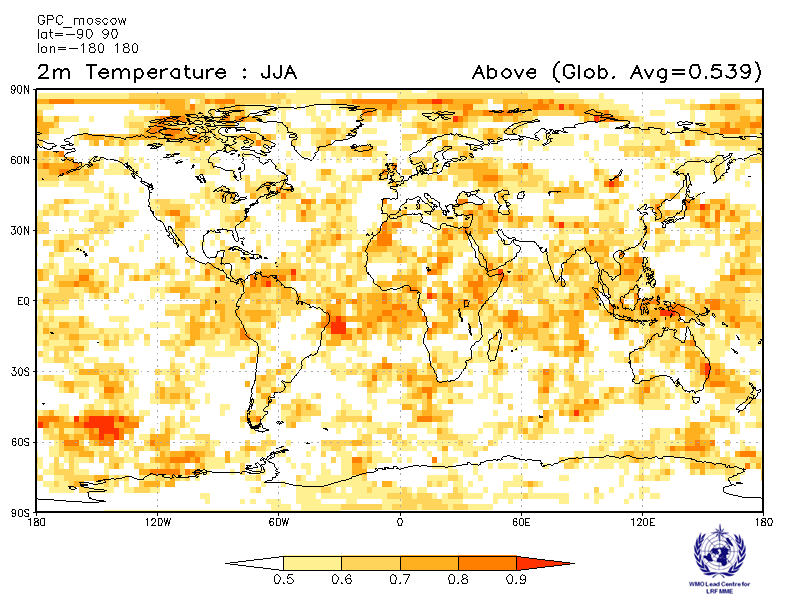 GPC_moscow
lat=-90 90
lon=-180 180
2m Temperature : JJA
Above (Glob. Avg=0.539)
90N
60N
30N
EQ
30S
60S
90S
180 120W 60W 0 60E 120E 180
0.5 0.6 0.7 0.8 0.9
WMO Lead Centre for
LRF MME